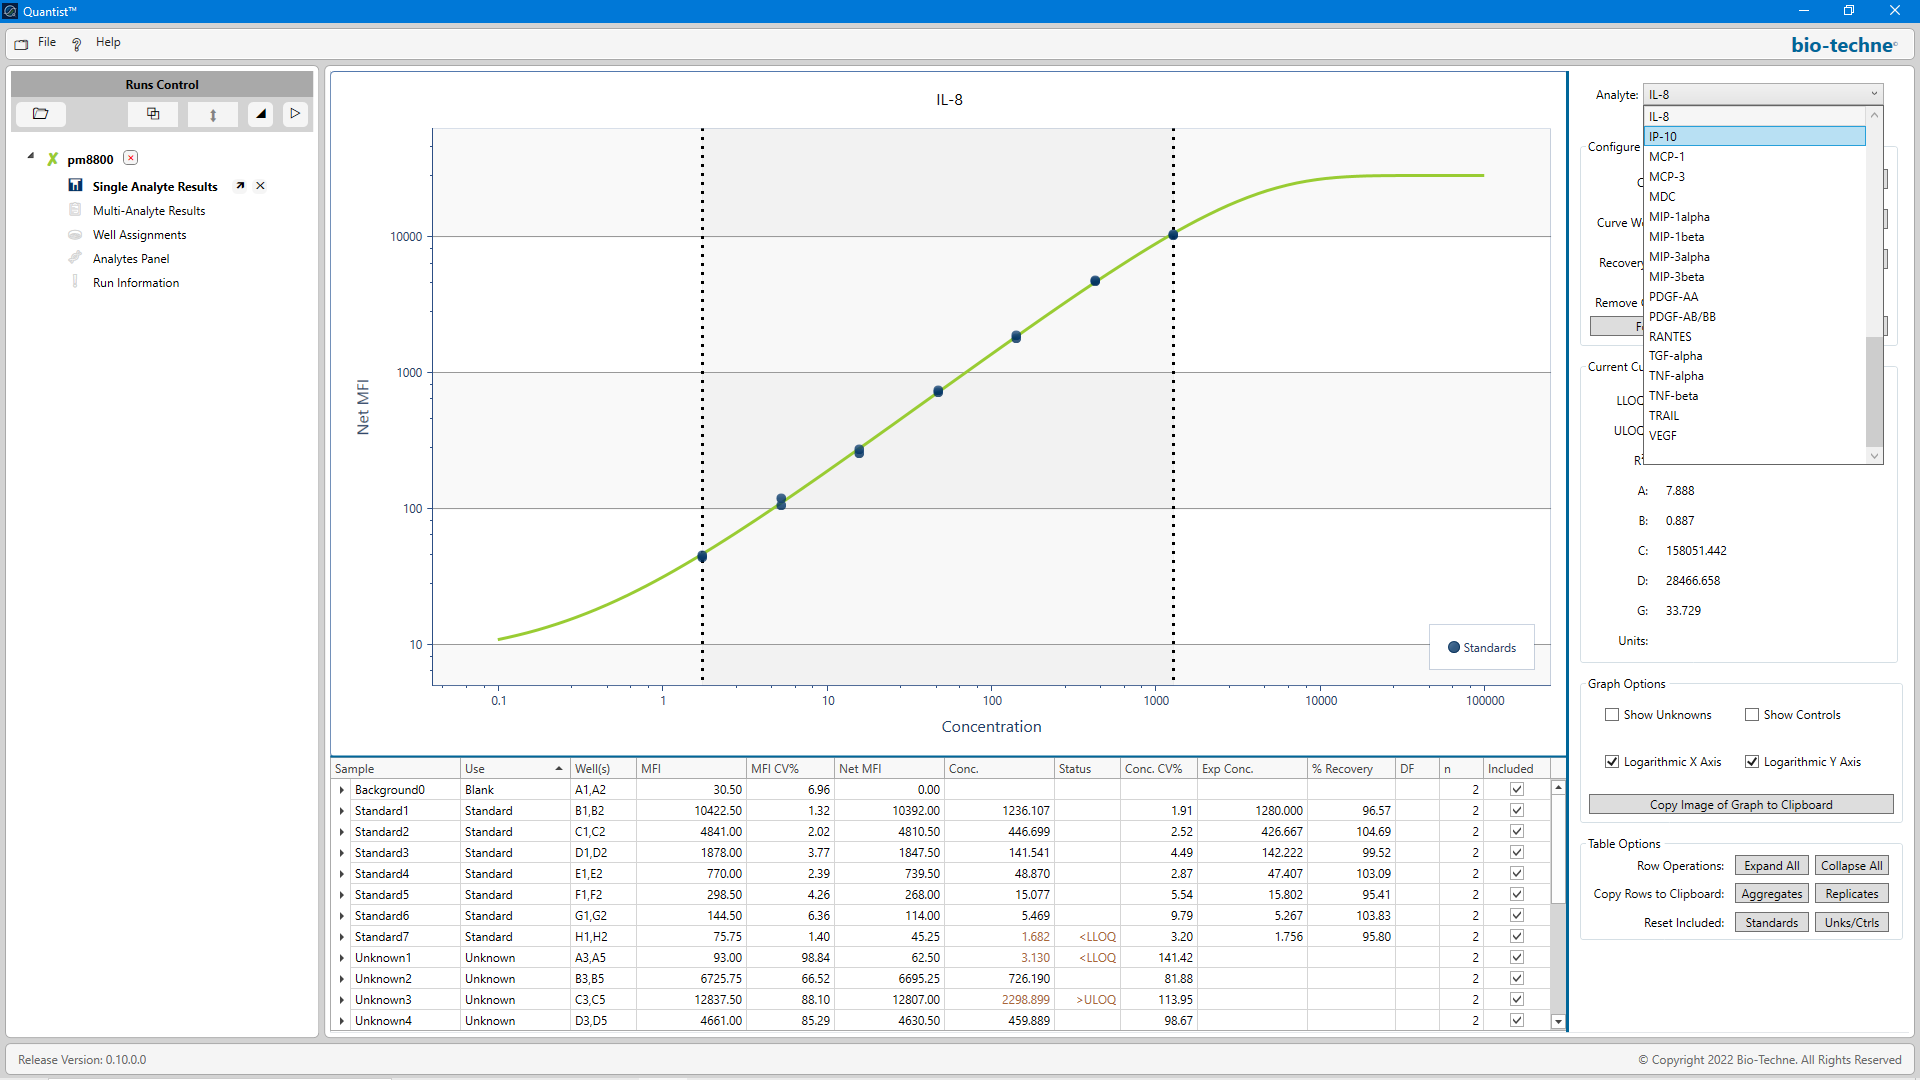 Quantist™
File
Help
bio-techne
Runs Control
pm8800
Single Analyte Results
Multi-Analyte Results
Well Assignments
Analytes Panel
Run Information
IL-8
Net MFI
10000
1000
100
10
0.1 1 10 100 1000 10000 100000
Concentration
Standards
Analyte: IL-8
IL-8
IP-10
MCP-1
MCP-3
MDC
MIP-1alpha
MIP-1beta
MIP-3alpha
MIP-3beta
PDGF-AA
PDGF-AB/BB
RANTES
TGF-alpha
TNF-alpha
TNF-beta
TRAIL
VEGF
Configure
Curve We
Recovery
Remove
Current Cu
LLOQ
ULOQ
A: 7.888
B: 0.887
C: 158051.442
D: 28466.658
G: 33.729
Units:
Graph Options
Show Unknowns Show Controls
Logarithmic X Axis Logarithmic Y Axis
Copy Image of Graph to Clipboard
Table Options
Row Operations: Expand All Collapse All
Copy Rows to Clipboard: Aggregates Replicates
Reset Included: Standards Unks/Ctrls
Sample Use Well(s) MFI MFI CV% Net MFI Conc. Status Conc. CV% Exp Conc. % Recovery DF n Included
Background0 Blank A1,A2 30.50 6.96 0.00 2
Standard1 Standard B1,B2 10422.50 1.32 10392.00 1236.107 1.91 1280.000 96.57 2
Standard2 Standard C1,C2 4841.00 2.02 4810.50 446.699 2.52 426.667 104.69 2
Standard3 Standard D1,D2 1878.00 3.77 1847.50 141.541 4.49 142.222 99.52 2
Standard4 Standard E1,E2 770.00 2.39 739.50 48.870 2.87 47.407 103.09 2
Standard5 Standard F1,F2 298.50 4.26 268.00 15.077 5.54 15.802 95.41 2
Standard6 Standard G1,G2 144.50 6.36 114.00 5.469 9.79 5.267 103.83 2
Standard7 Standard H1,H2 75.75 1.40 45.25 1.682 <LLOQ 3.20 1.756 95.80 2
Unknown1 Unknown A3,A5 93.00 98.84 62.50 3.130 <LLOQ 141.42 2
Unknown2 Unknown B3,B5 6725.75 66.52 6695.25 726.190 81.88 2
Unknown3 Unknown C3,C5 12837.50 88.10 12807.00 2298.899 >ULOQ 113.95 2
Unknown4 Unknown D3,D5 4661.00 85.29 4630.50 459.889 98.67 2
Release Version: 0.10.0.0
© Copyright 2022 Bio-Techne. All Rights Reserved